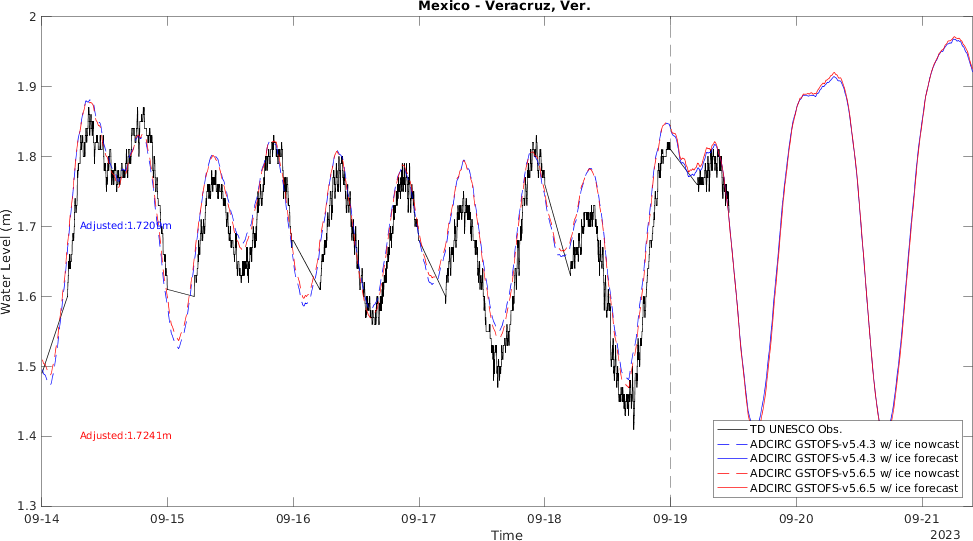 Mexico - Veracruz, Ver.
2
1.9
1.8
1.7
1.6
1.5
1.4
1.3
Water Level (m)
Adjusted:1.7206m
Adjusted:1.7241m
TD UNESCO Obs.
ADCIRC GSTOFS-v5.4.3 w/ ice nowcast
ADCIRC GSTOFS-v5.4.3 w/ ice forecast
ADCIRC GSTOFS-v5.6.5 w/ ice nowcast
ADCIRC GSTOFS-v5.6.5 w/ ice forecast
09-14 09-15 09-16 09-17 09-18 09-19 09-20 09-21
Time
2023